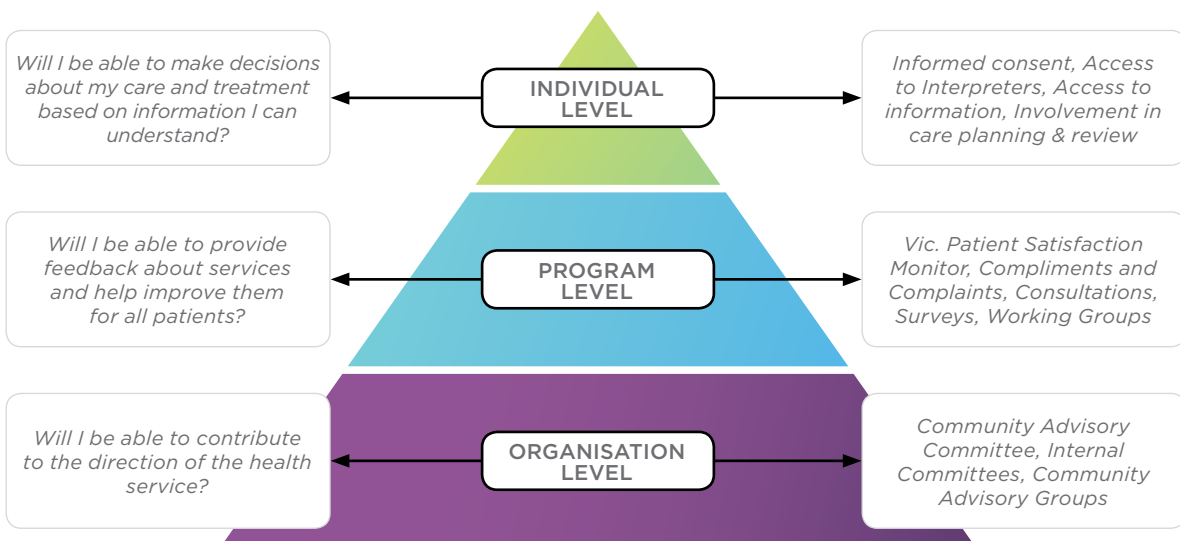 Will I be able to make decisions
about my care and treatment
based on information I can
understand?
INDIVIDUAL
LEVEL
Informed consent, Access
to Interpreters, Access to
information, Involvement in
care planning & review
Will I be able to provide
feedback about services
and help improve them
for all patients?
PROGRAM
LEVEL
Vic. Patient Satisfaction
Monitor, Compliments and
Complaints, Consultations,
Surveys, Working Groups
Will I be able to contribute
to the direction of the health
service?
ORGANISATION
LEVEL
Community Advisory
Committee, Internal
Committees, Community
Advisory Groups